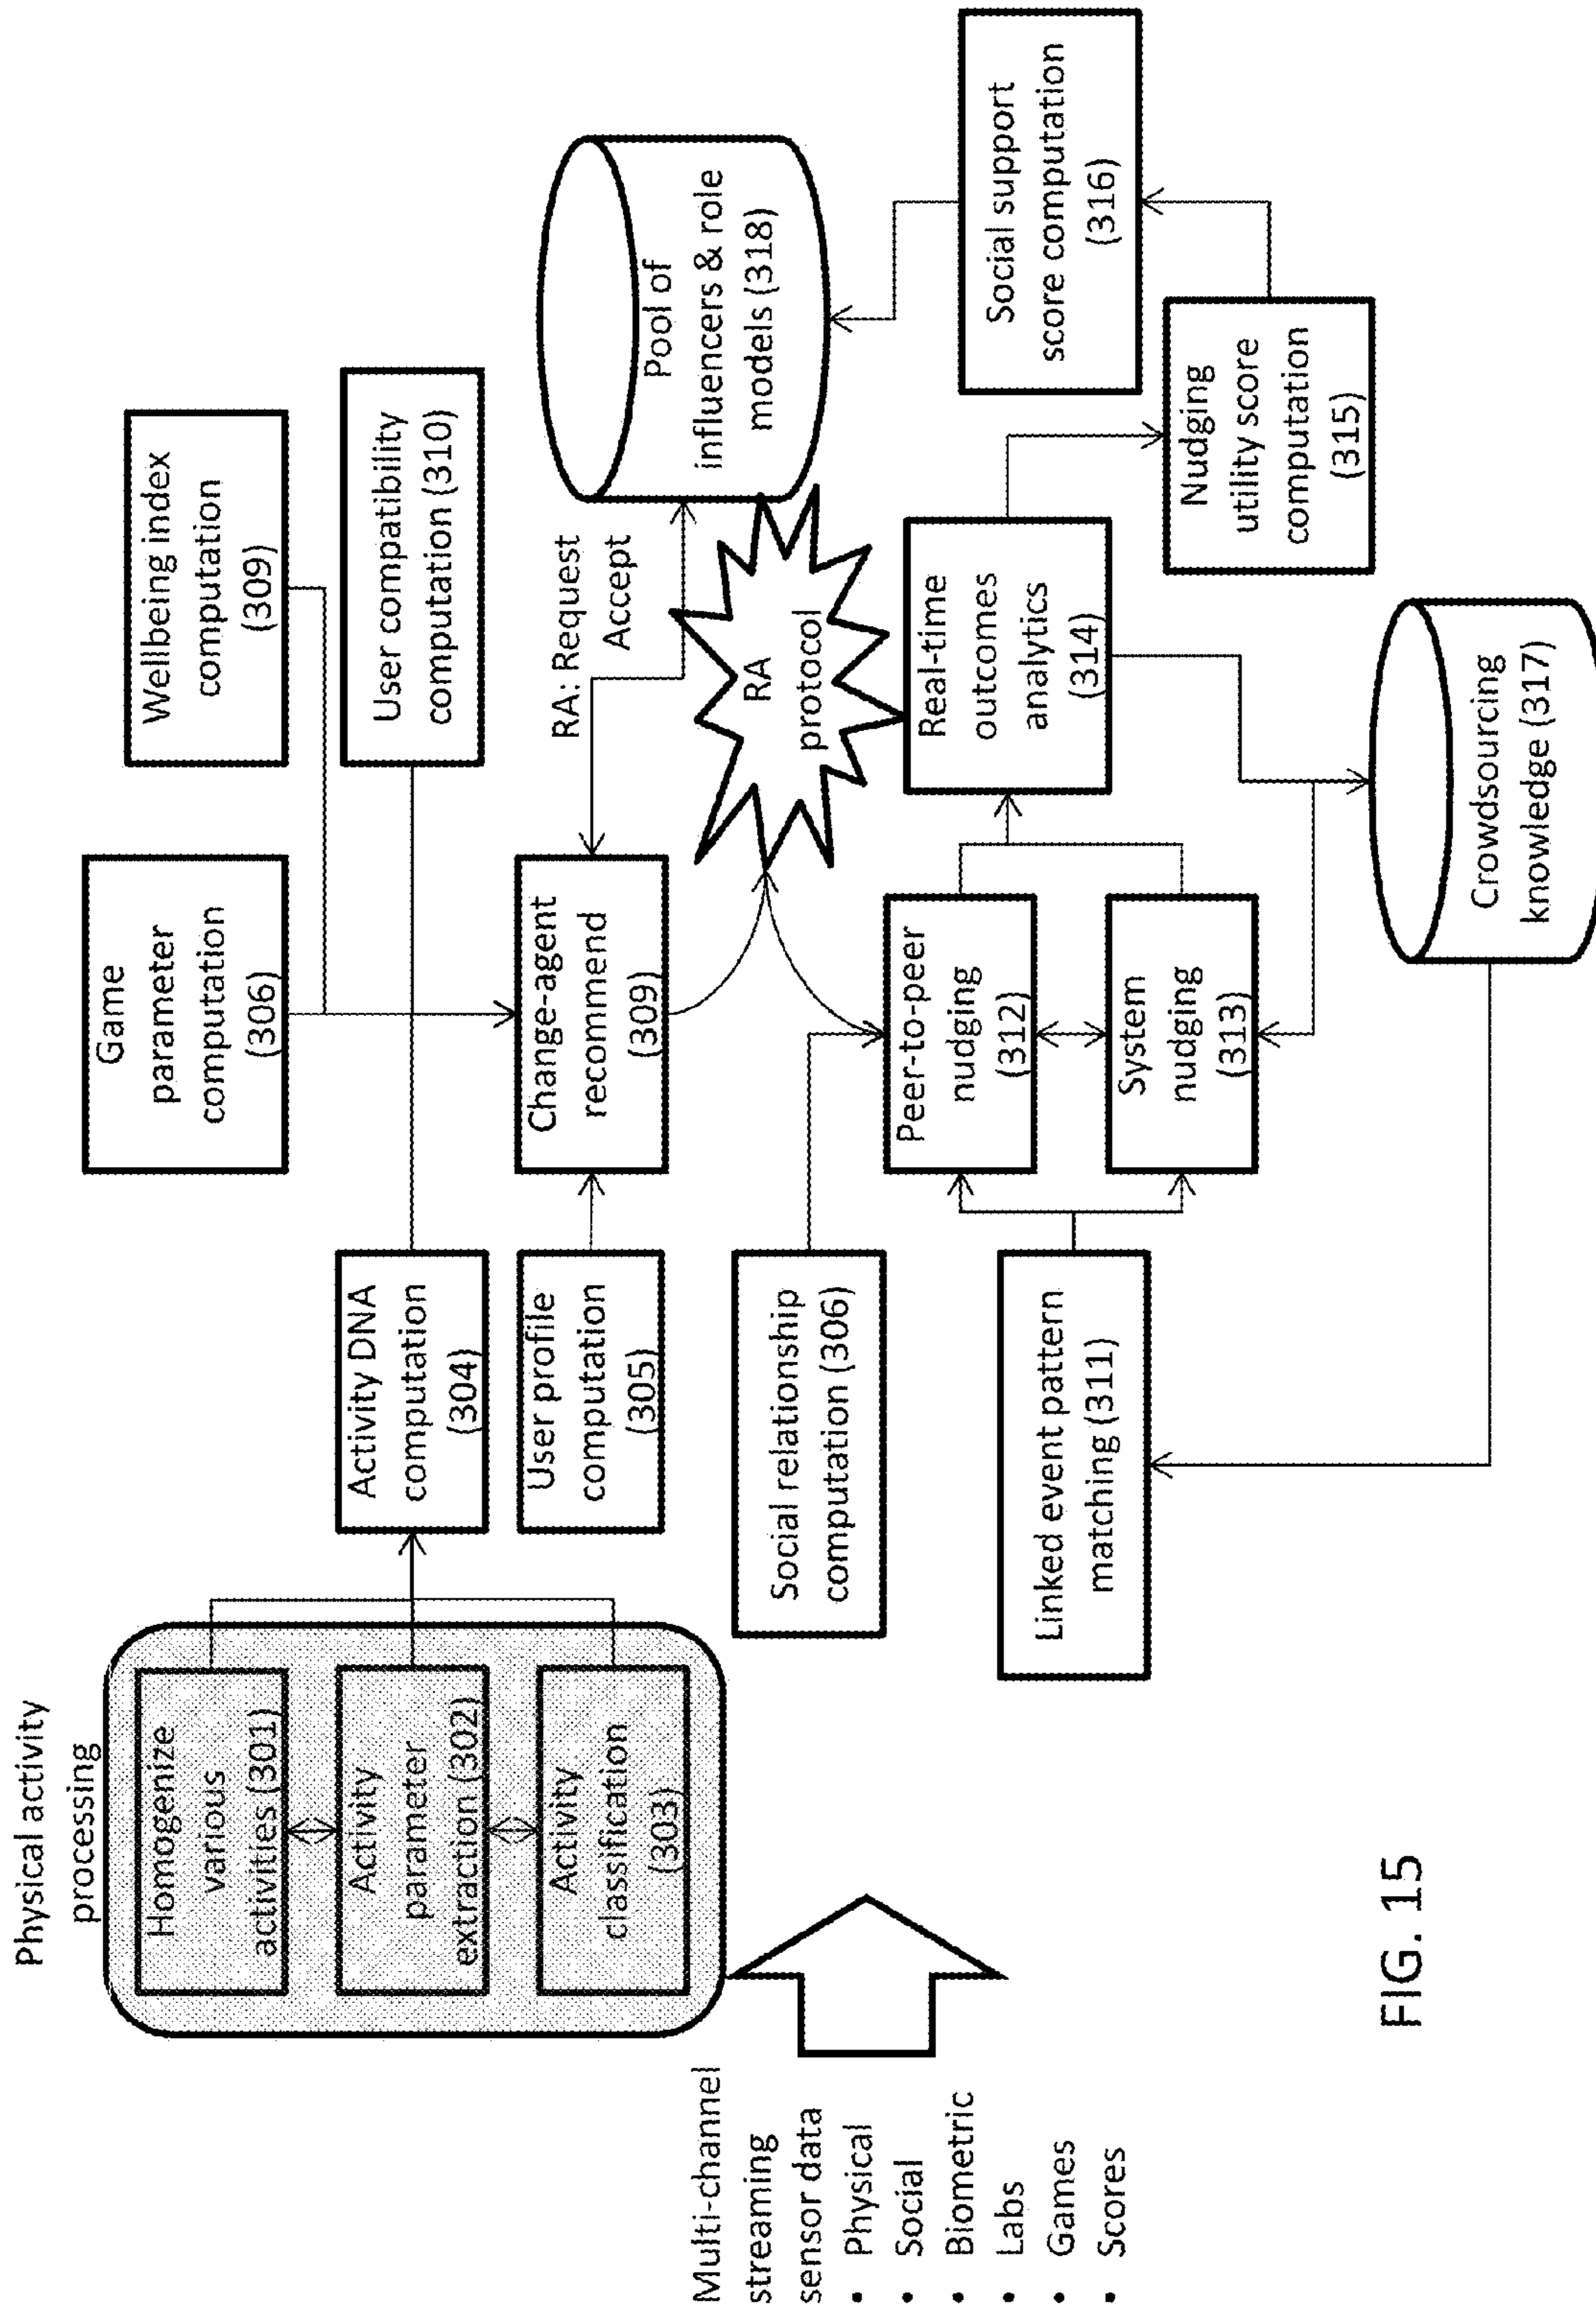 Physical activity
processing
Homogenize
various
activities (301)
Activity
parameter
extraction (302)
Activity
classification
(303)
Multi-channel
streaming
sensor data
• Physical
• Social
• Biometric
• Labs
• Games
• Scores
Activity DNA
computation
(304)
User profile
computation
(305)
Social relationship
computation (306)
Linked event pattern
matching (311)
Game
parameter
computation
(306)
Wellbeing index
computation
(309)
User compatibility
computation (310)
Change-agent
recommend
(309)
RA: Request
Accept
RA
protocol
Pool of
influencers & role
models (318)
Peer-to-peer
nudging
(312)
System
nudging
(313)
Real-time
outcomes
analytics
(314)
Nudging
utility score
computation
(315)
Social support
score computation
(316)
Crowdsourcing
knowledge (317)
FIG. 15